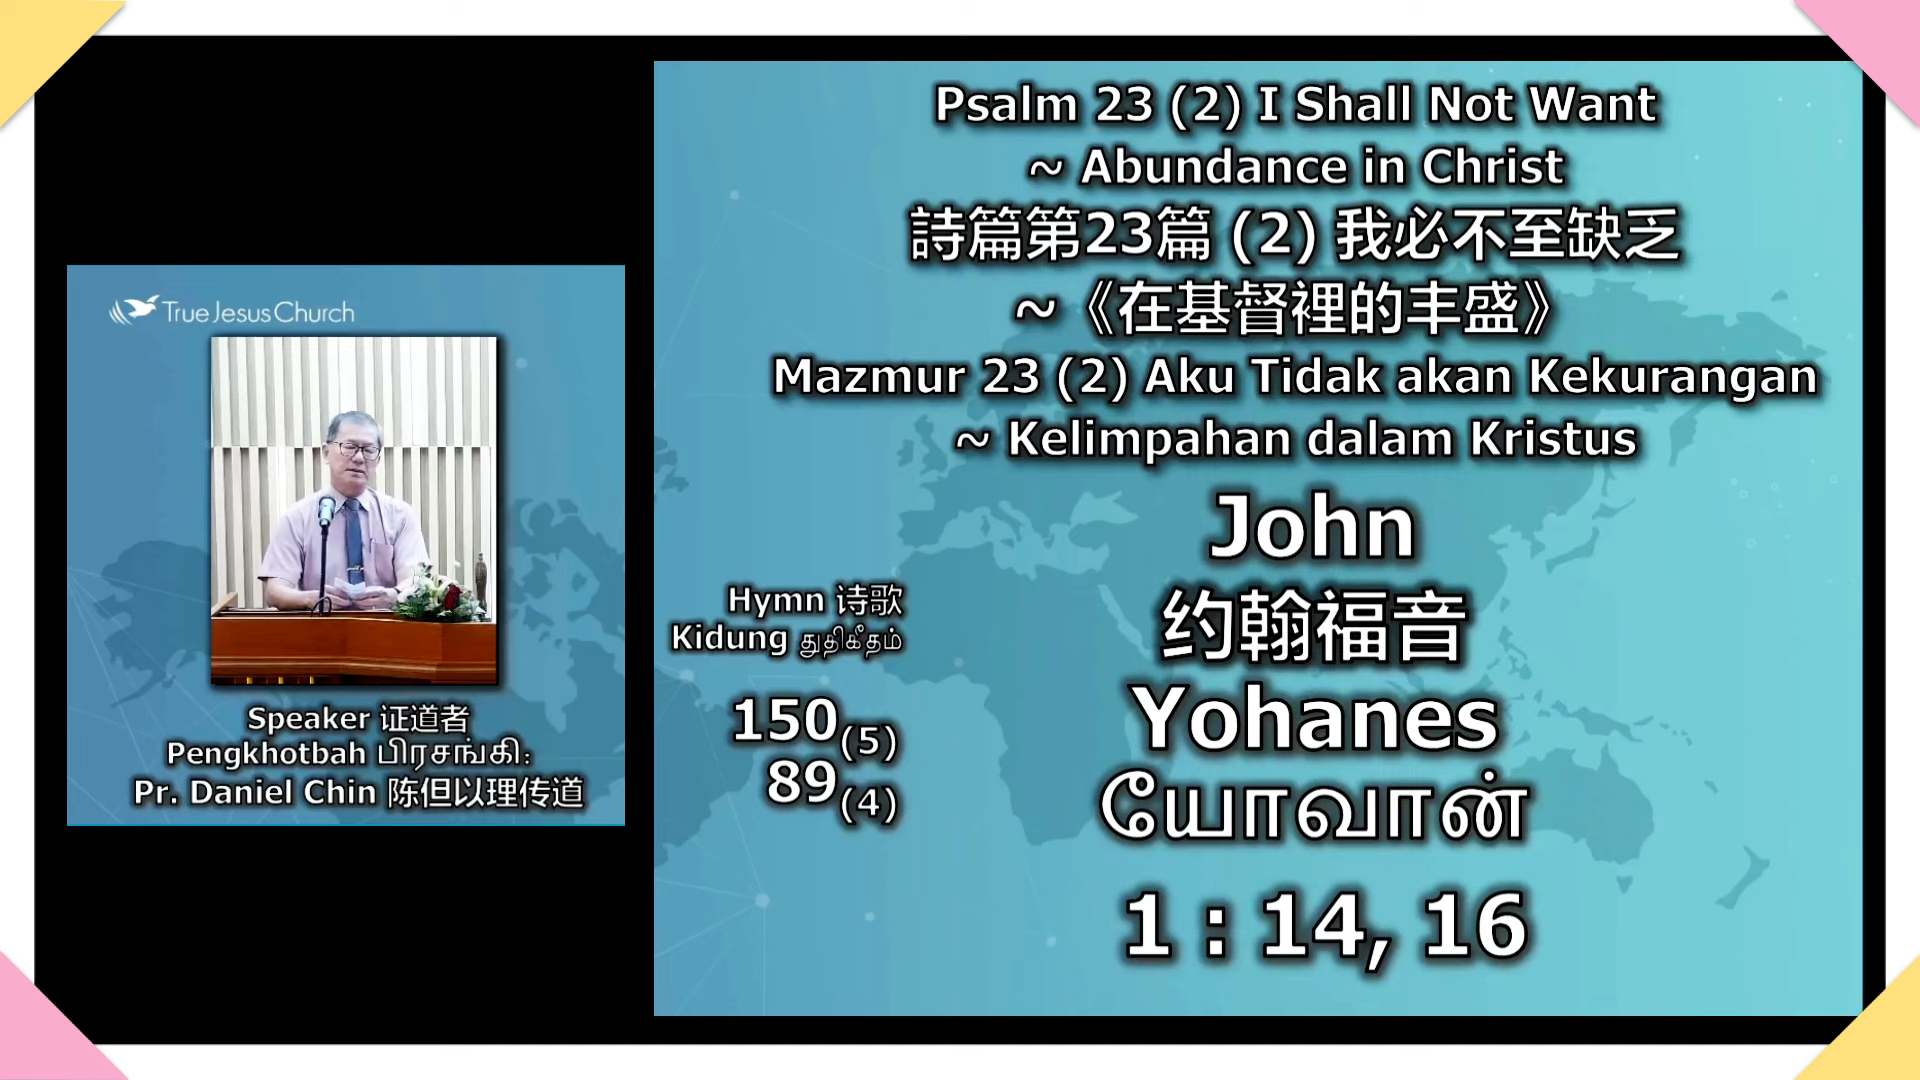 True Jesus Church
Speaker 证道者
Pengkhotbah பிரசங்கி:
Pr. Daniel Chin 陈但以理传道
Psalm 23 (2) I Shall Not Want
~ Abundance in Christ
詩篇第23篇 (2) 我必不至缺乏
~《在基督裡的丰盛》
Mazmur 23 (2) Aku Tidak akan Kekurangan
~ Kelimpahan dalam Kristus
Hymn 诗歌
Kidung துதிகீதம்
150(5)
89(4)
John
约翰福音
Yohanes
யோவான்
1 : 14, 16